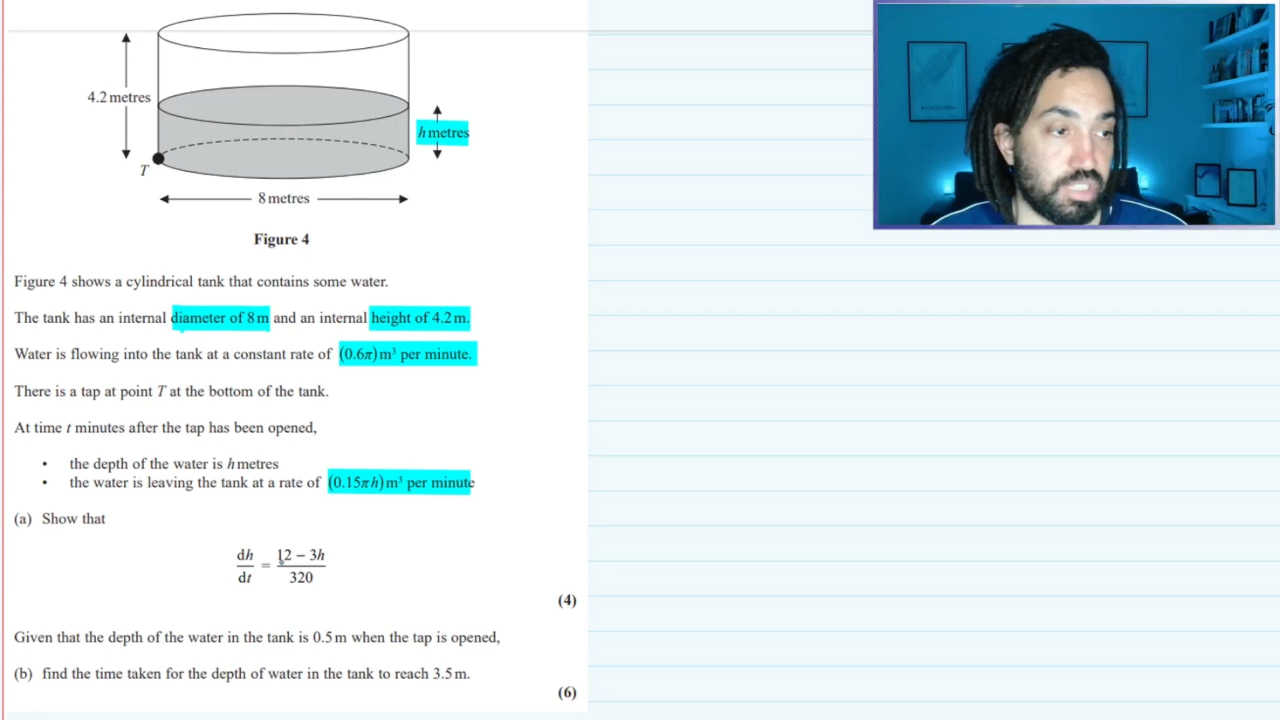 4.2 metres
h metres
T
8 metres
Figure 4
Figure 4 shows a cylindrical tank that contains some water.
The tank has an internal diameter of 8 m and an internal height of 4.2 m.
Water is flowing into the tank at a constant rate of (0.6π) m³ per minute.
There is a tap at point T at the bottom of the tank.
At time t minutes after the tap has been opened,
• the depth of the water is h metres
• the water is leaving the tank at a rate of (0.15πh) m³ per minute
(a) Show that
dh/dt = (12 – 3h)/320
(4)
Given that the depth of the water in the tank is 0.5 m when the tap is opened,
(b) find the time taken for the depth of water in the tank to reach 3.5 m.
(6)